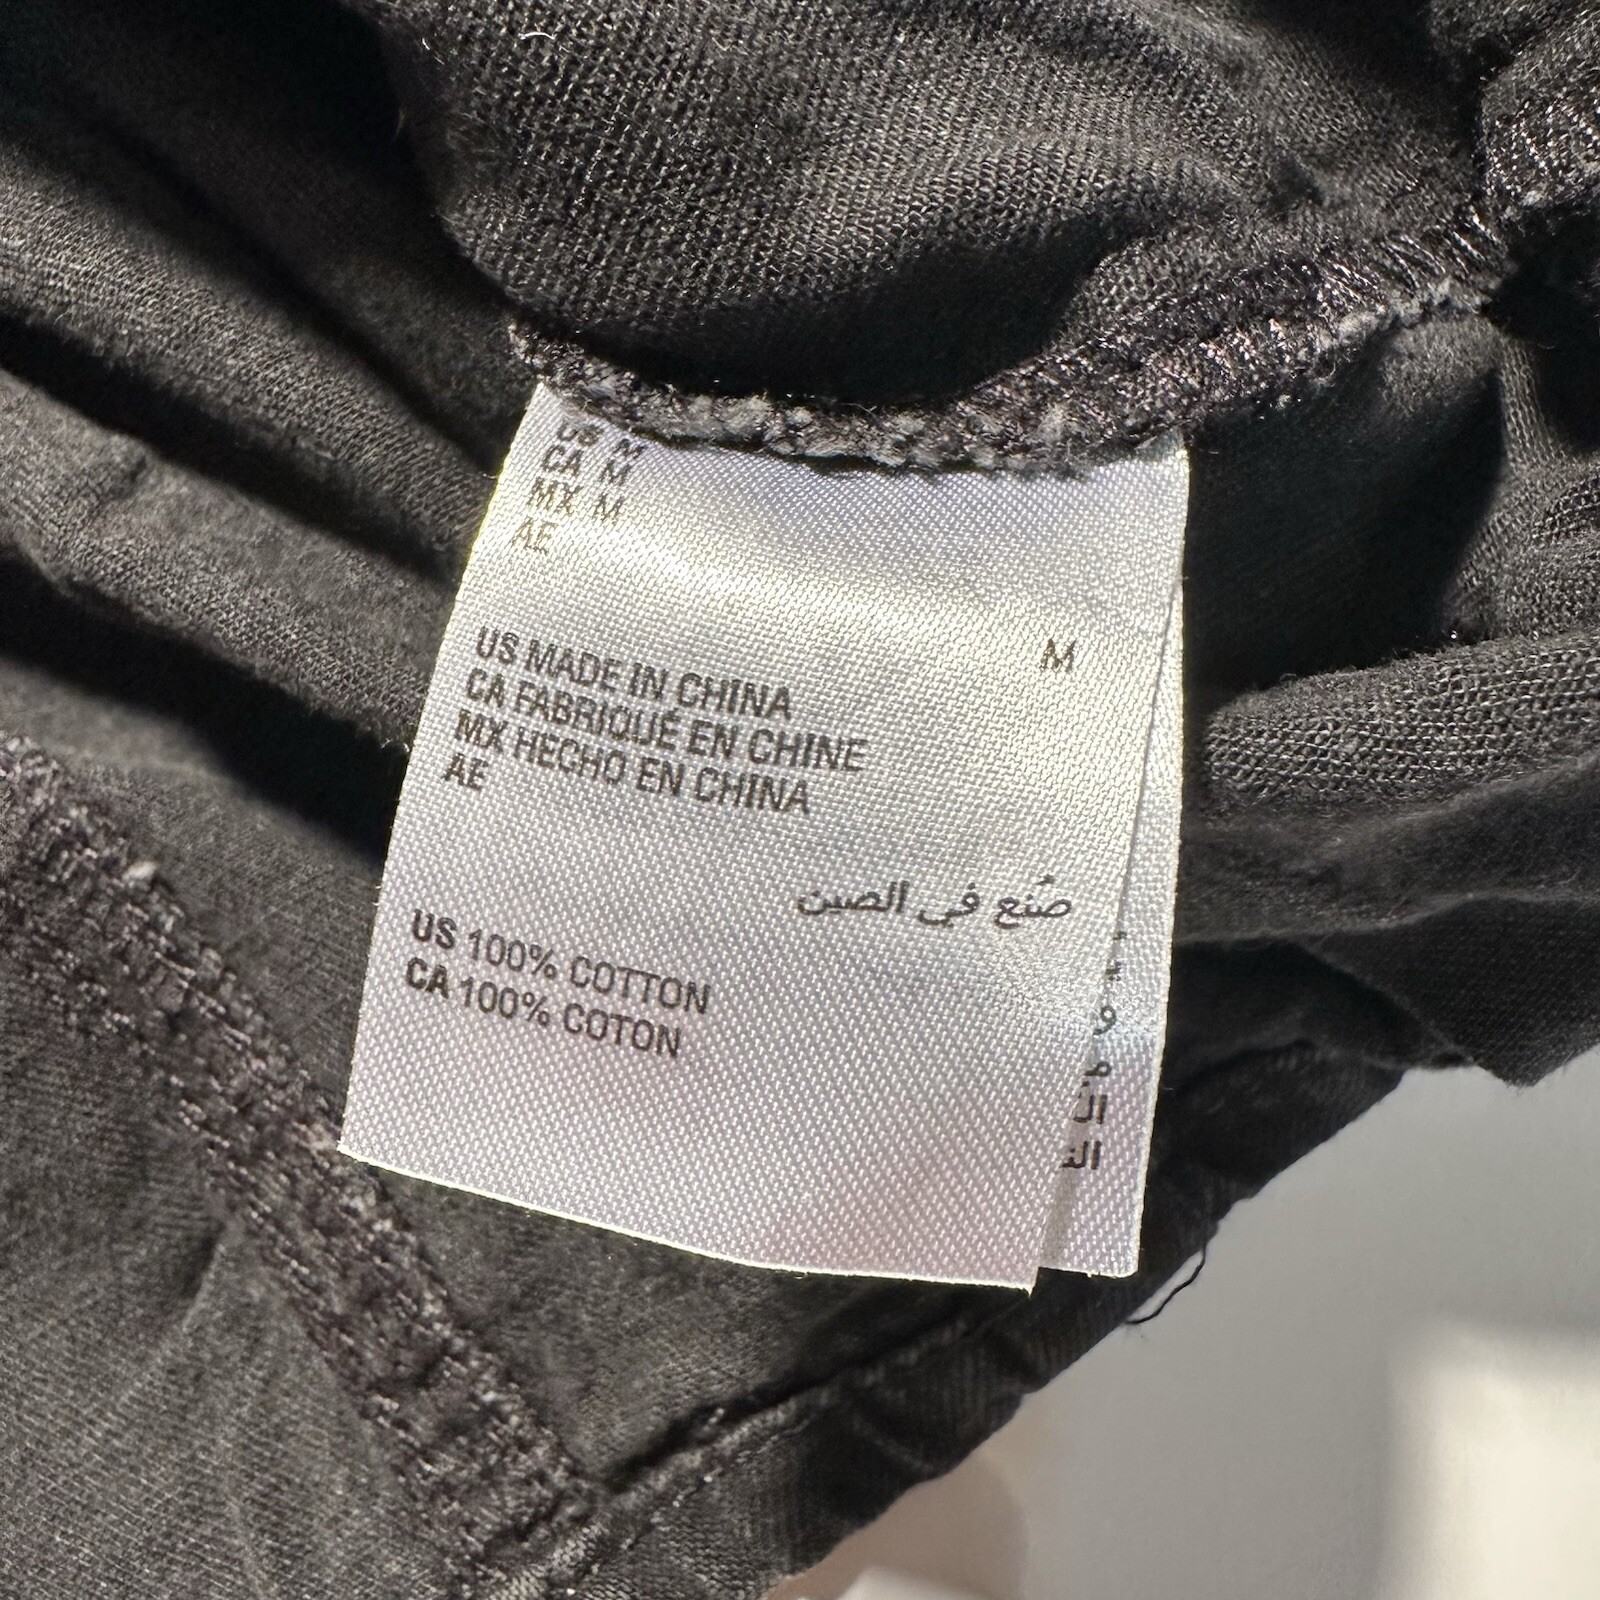 US M
CA M
MX M
AE
M
US MADE IN CHINA
CA FABRIQUÉ EN CHINE
MX HECHO EN CHINA
AE
صُنع في الصين
US 100% COTTON
CA 100% COTON